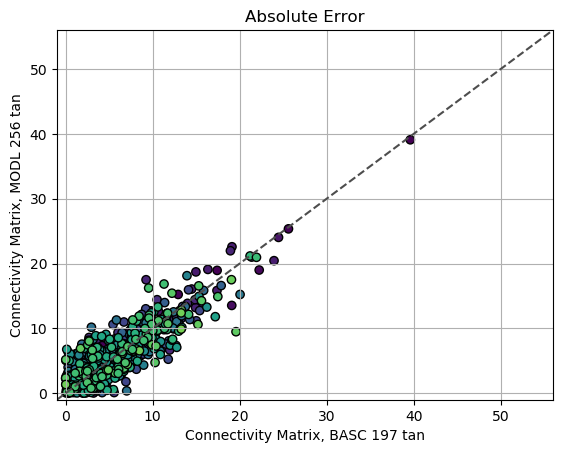 Absolute Error
Connectivity Matrix, MODL 256 tan
50
40
30
20
10
0
0 10 20 30 40 50
Connectivity Matrix, BASC 197 tan